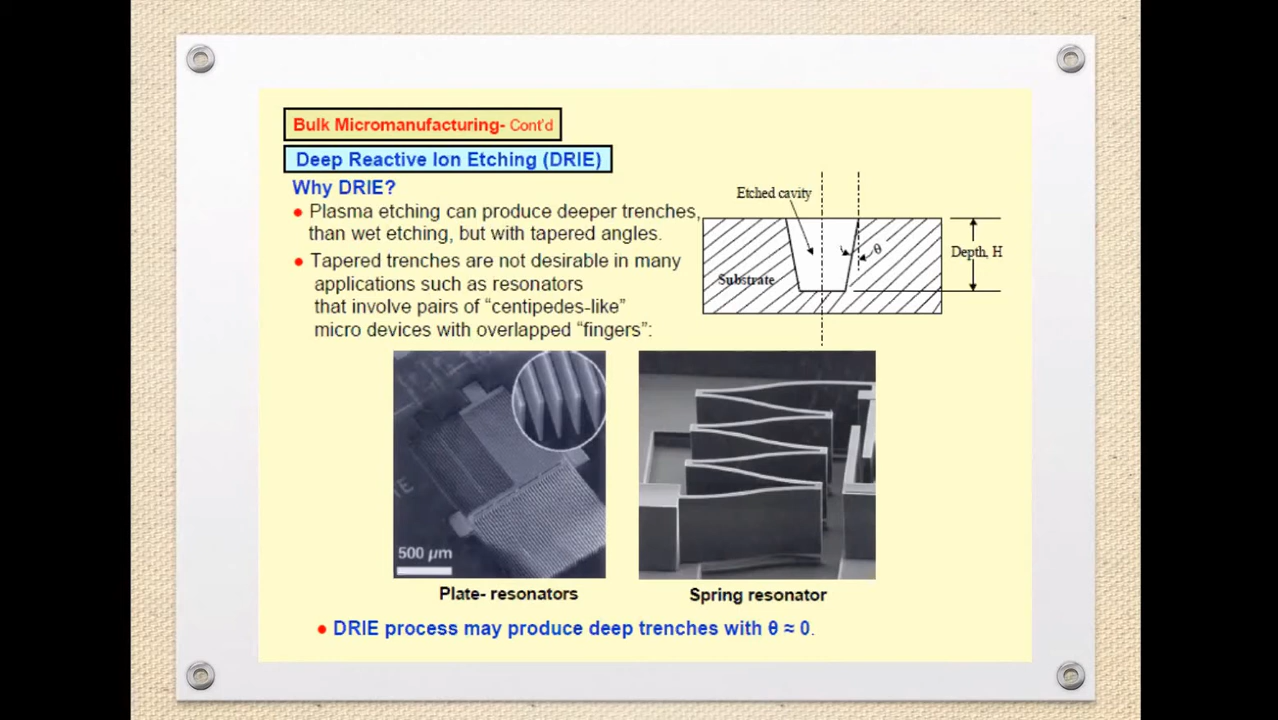 Bulk Micromanufacturing- Cont'd
Deep Reactive Ion Etching (DRIE)
Why DRIE?
● Plasma etching can produce deeper trenches,
than wet etching, but with tapered angles.
● Tapered trenches are not desirable in many
applications such as resonators
that involve pairs of “centipedes-like”
micro devices with overlapped “fingers”:
Etched cavity
θ
Depth, H
Substrate
500 µm
Plate- resonators
Spring resonator
● DRIE process may produce deep trenches with θ ≈ 0.